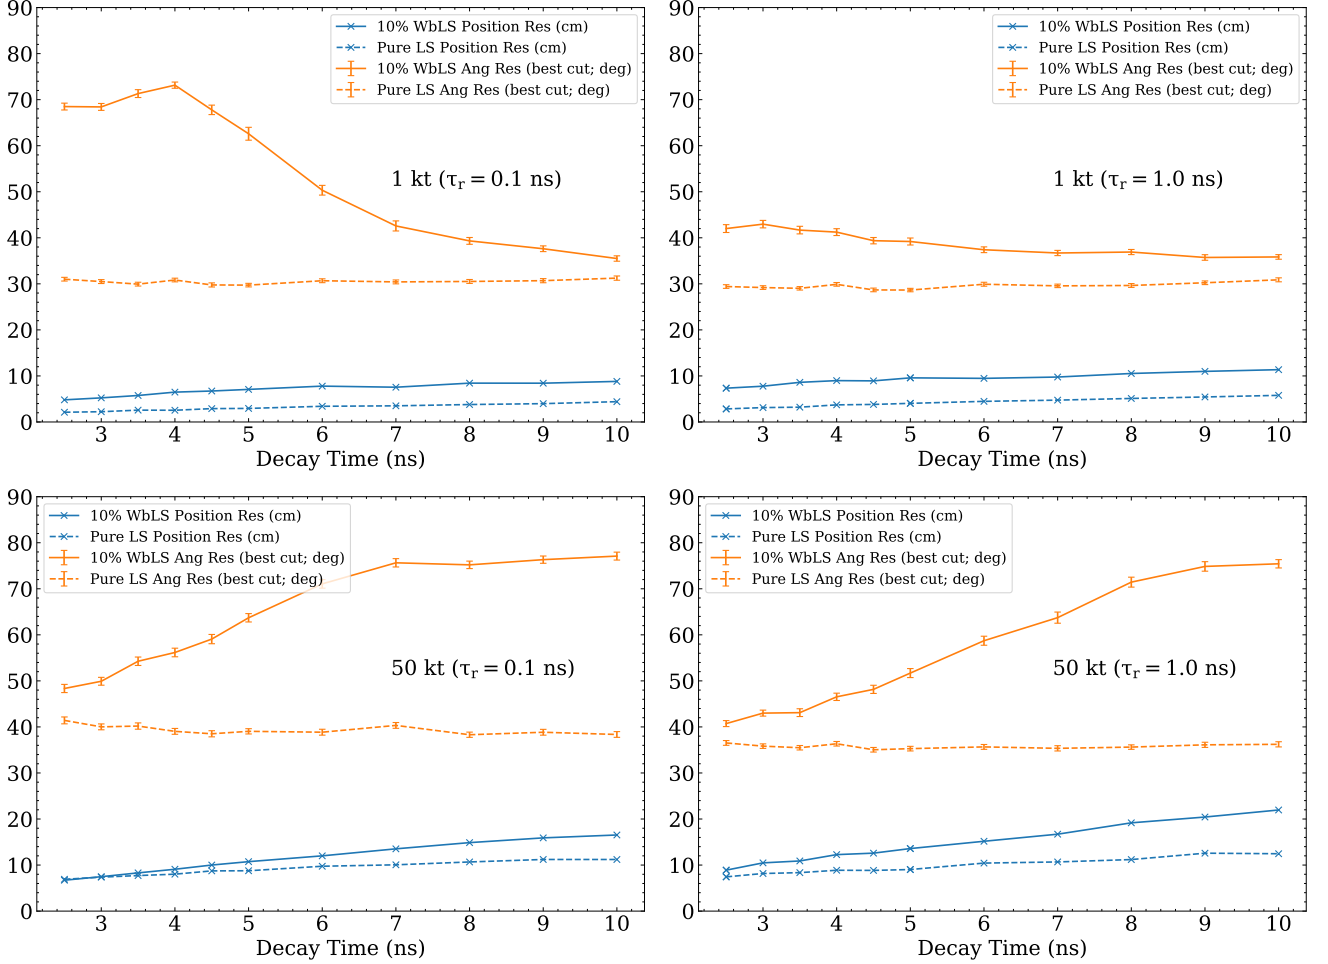 10% WbLS Position Res (cm)
Pure LS Position Res (cm)
10% WbLS Ang Res (best cut; deg)
Pure LS Ang Res (best cut; deg)
1 kt (τr = 0.1 ns)
90
80
70
60
50
40
30
20
10
0
3 4 5 6 7 8 9 10
Decay Time (ns)
10% WbLS Position Res (cm)
Pure LS Position Res (cm)
10% WbLS Ang Res (best cut; deg)
Pure LS Ang Res (best cut; deg)
1 kt (τr = 1.0 ns)
90
80
70
60
50
40
30
20
10
0
3 4 5 6 7 8 9 10
Decay Time (ns)
10% WbLS Position Res (cm)
Pure LS Position Res (cm)
10% WbLS Ang Res (best cut; deg)
Pure LS Ang Res (best cut; deg)
50 kt (τr = 0.1 ns)
90
80
70
60
50
40
30
20
10
0
3 4 5 6 7 8 9 10
Decay Time (ns)
10% WbLS Position Res (cm)
Pure LS Position Res (cm)
10% WbLS Ang Res (best cut; deg)
Pure LS Ang Res (best cut; deg)
50 kt (τr = 1.0 ns)
90
80
70
60
50
40
30
20
10
0
3 4 5 6 7 8 9 10
Decay Time (ns)